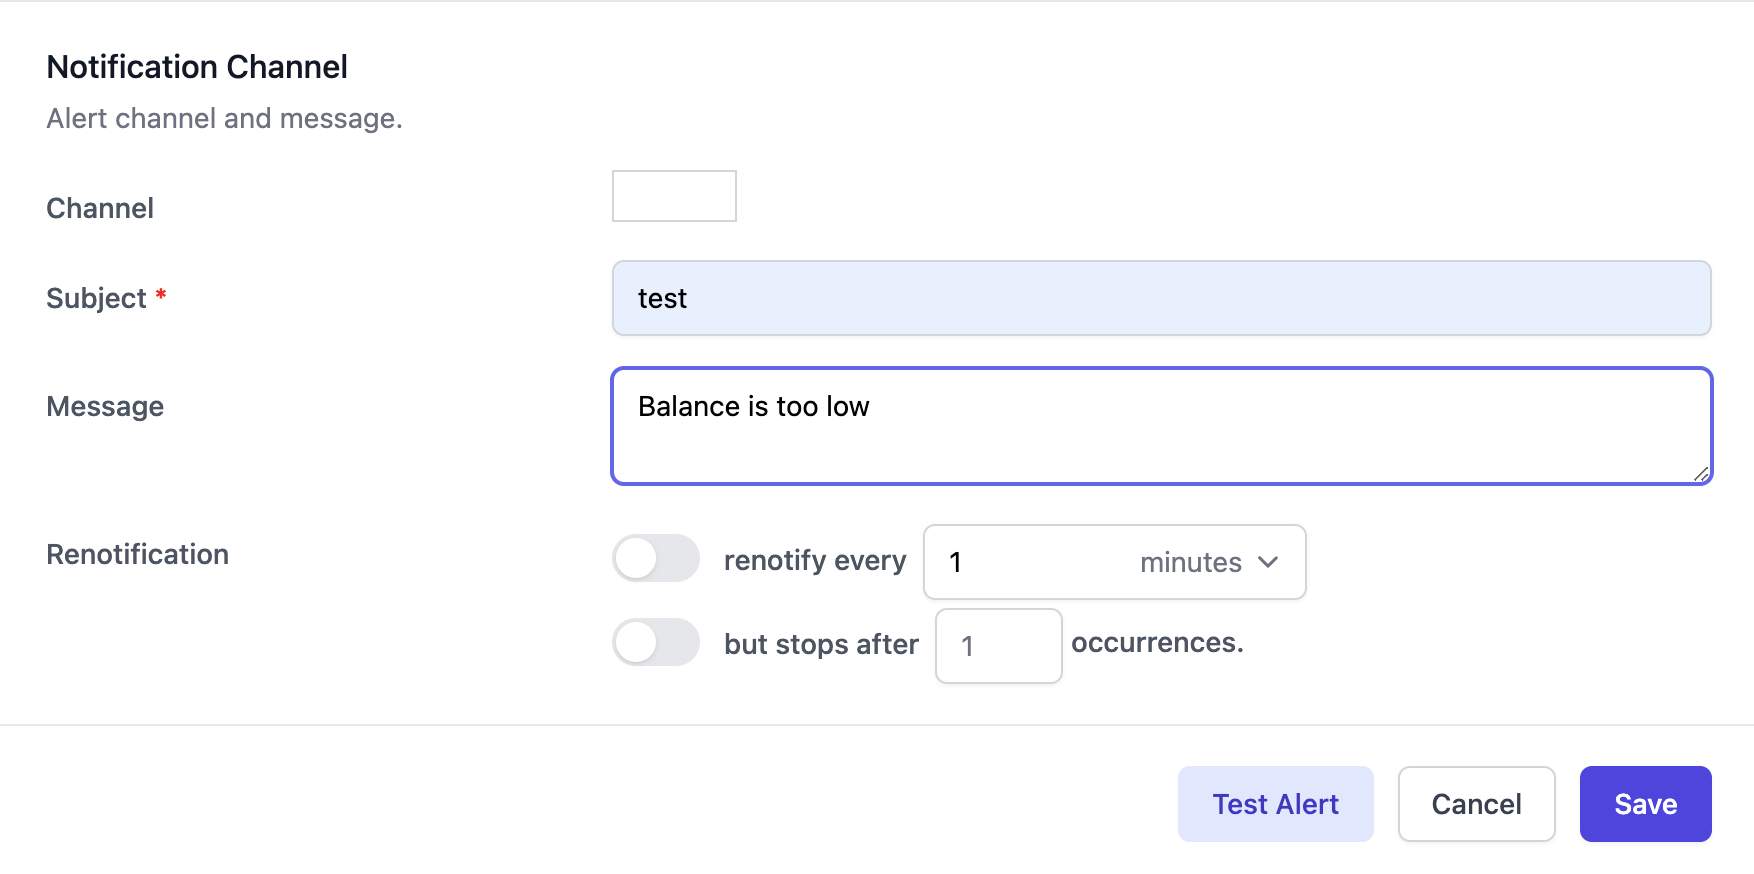 Notification Channel
Alert channel and message.
Channel
Subject *
test
Message
Balance is too low
Renotification
renotify every 1 minutes
but stops after 1 occurrences.
Test Alert
Cancel
Save